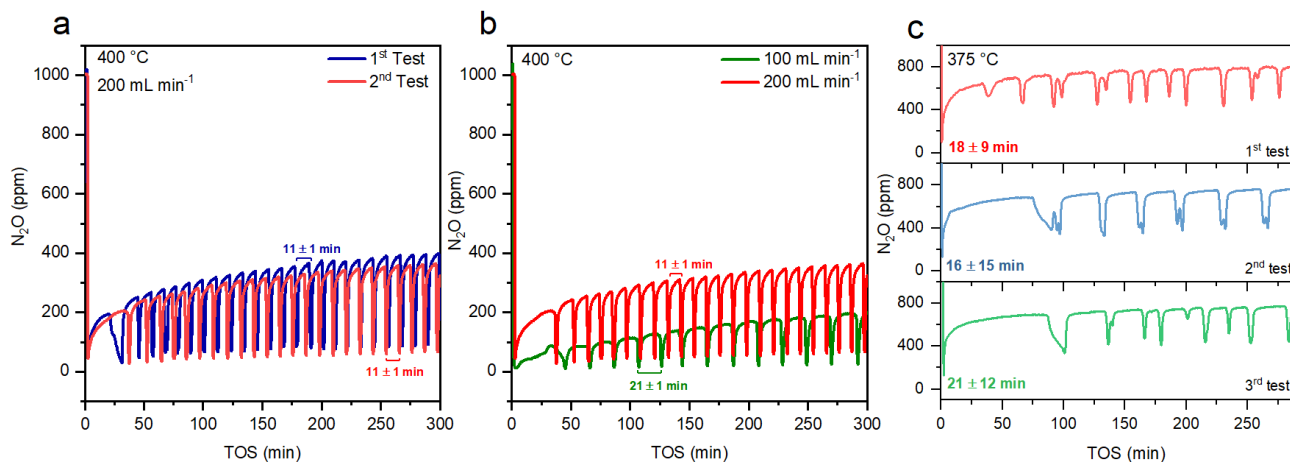 a
400 °C
200 mL min⁻¹
1ˢᵗ Test
2ⁿᵈ Test
N₂O (ppm)
1000
800
600
400
200
0
11 ± 1 min
11 ± 1 min
0 50 100 150 200 250 300
TOS (min)
b
400 °C
100 mL min⁻¹
200 mL min⁻¹
N₂O (ppm)
1000
800
600
400
200
0
11 ± 1 min
21 ± 1 min
0 50 100 150 200 250 300
TOS (min)
c
375 °C
N₂O (ppm)
800
400
0
18 ± 9 min
1ˢᵗ test
800
400
0
16 ± 15 min
2ⁿᵈ test
800
400
0
21 ± 12 min
3ʳᵈ test
0 50 100 150 200 250
TOS (min)